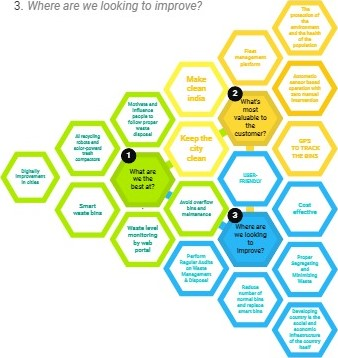 3. Where are we looking to improve?
The
protection of
the
environment
and the health
of the
population
Fleet
management
platform
Make
clean
india
Automatic
sensor based
operation with
zero manual
intervention
2
What's
most
valuable to
the
customer?
Motivate and
influence
people to
follow proper
waste
disposal
AI recycling
robots and
solar-powered
trash
compactors
Keep the
city
clean
GPS
TO TRACK
THE BINS
1
What are
we the
best at?
Digitally
improvement
in cities
USER-
FRIENDLY
Smart
waste bins
Avoid overflow
bins and
maintenance
Cost
effective
3
Where are
we looking
to
improve?
Waste level
monitoring
by web
portal
Perform
Regular Audits
on Waste
Management
& Disposal
Proper
Segregating
and
Minimizing
Waste
Reduce
number of
normal bins
and replace
smart bins
Developing
country is the
social and
economic
infrastructure
of the country
itself